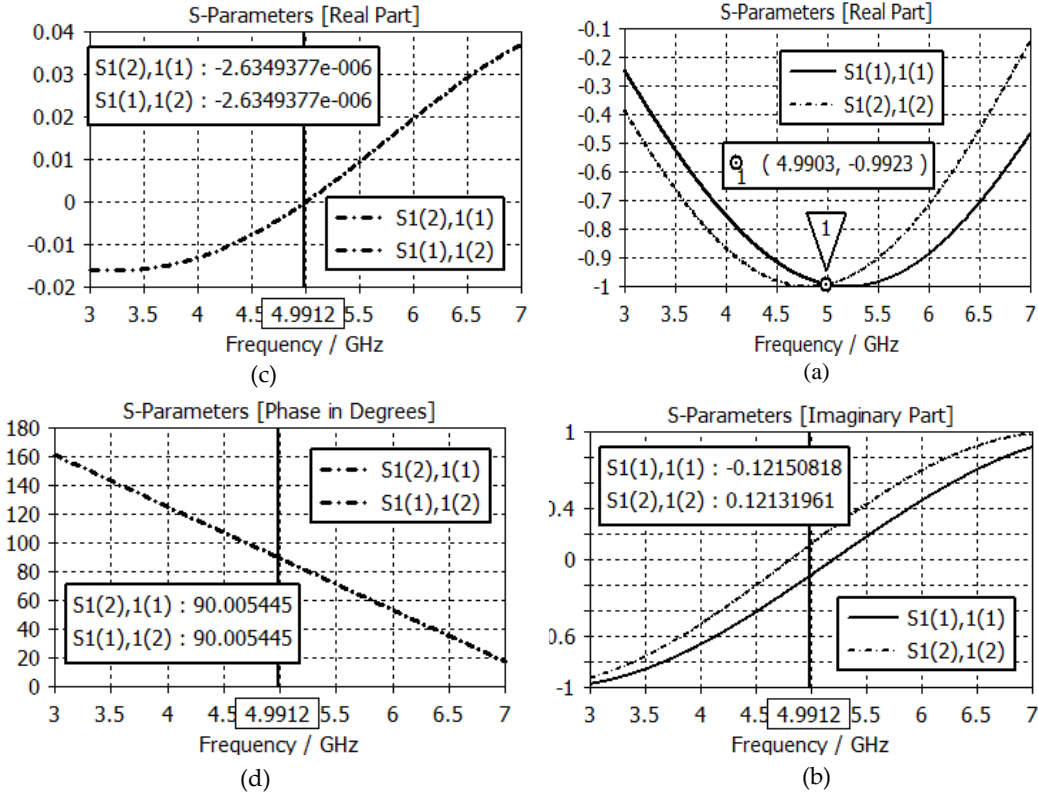 S-Parameters [Real Part]
0.04
0.03
0.02
0.01
0
-0.01
-0.02
S1(2),1(1) : -2.6349377e-006
S1(1),1(2) : -2.6349377e-006
S1(2),1(1)
S1(1),1(2)
3 3.5 4 4.5 4.9912 5.5 6 6.5 7
Frequency / GHz
(c)
S-Parameters [Real Part]
-0.1
-0.2
-0.3
-0.4
-0.5
-0.6
-0.7
-0.8
-0.9
-1
S1(1),1(1)
S1(2),1(2)
1 ( 4.9903, -0.9923 )
1
3 3.5 4 4.5 5 5.5 6 6.5 7
Frequency / GHz
(a)
S-Parameters [Phase in Degrees]
180
160
140
120
100
80
60
40
20
0
S1(2),1(1)
S1(1),1(2)
S1(2),1(1) : 90.005445
S1(1),1(2) : 90.005445
3 3.5 4 4.5 4.9912 5.5 6 6.5 7
Frequency / GHz
(d)
S-Parameters [Imaginary Part]
1
0.4
0
0.6
-1
S1(1),1(1) : -0.12150818
S1(2),1(2) : 0.12131961
S1(1),1(1)
S1(2),1(2)
3 3.5 4 4.5 4.9912 5.5 6 6.5 7
Frequency / GHz
(b)